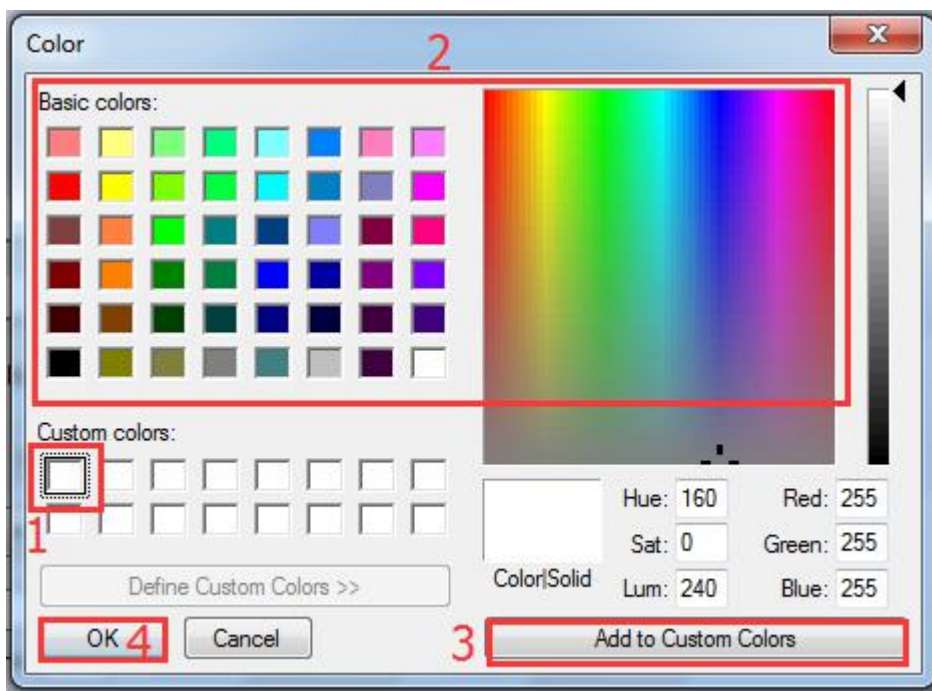 Color
2
Basic colors:
Custom colors:
1
Define Custom Colors >>
OK 4 Cancel
Color|Solid
Hue: 160 Red: 255
Sat: 0 Green: 255
Lum: 240 Blue: 255
3 Add to Custom Colors